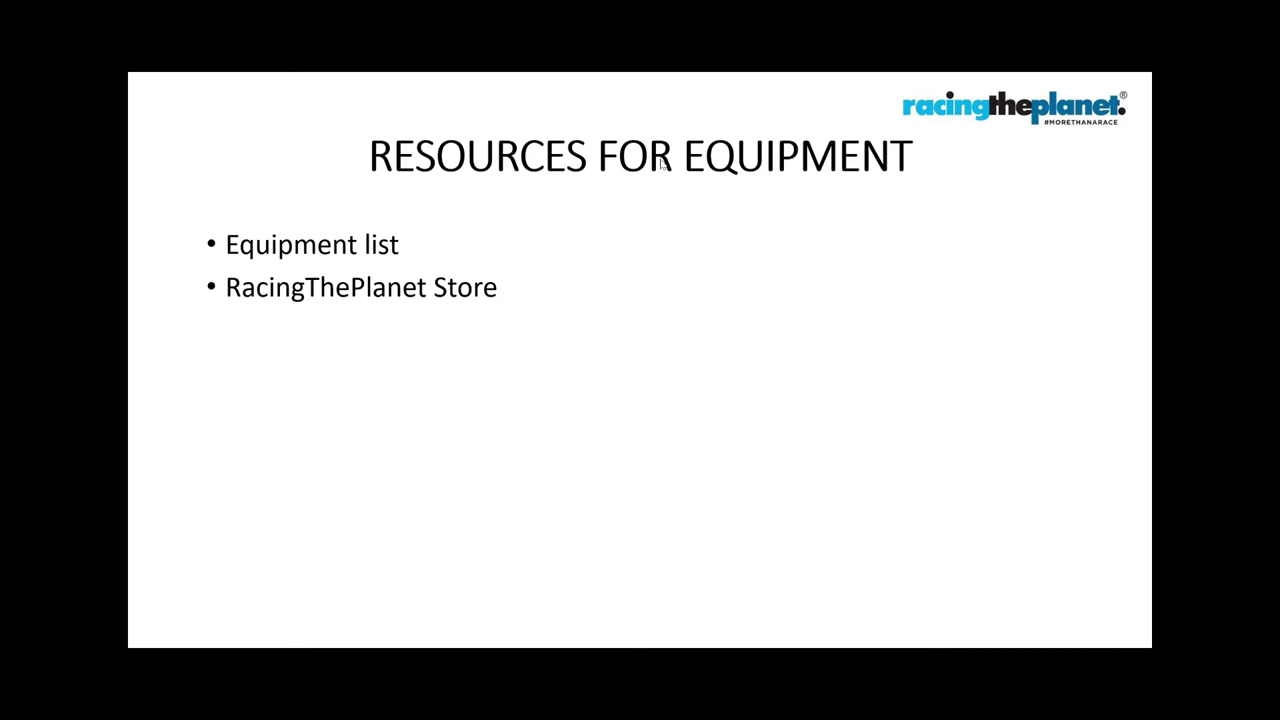 racingtheplanet.®
#MORETHANARACE
RESOURCES FOR EQUIPMENT
• Equipment list
• RacingThePlanet Store